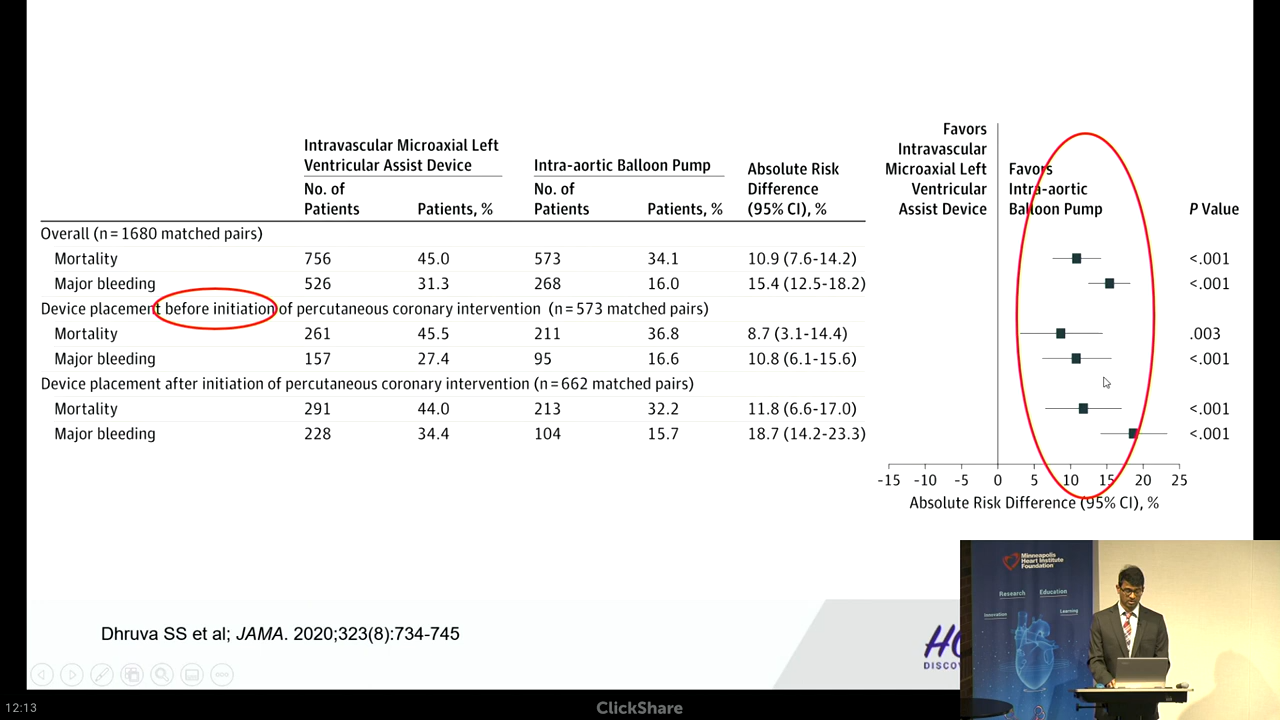 Favors
Intravascular
Microaxial Left
Ventricular
Assist Device
Favors
Intra-aortic
Balloon Pump
P Value
Intravascular Microaxial Left
Ventricular Assist Device
Intra-aortic Balloon Pump
Absolute Risk
Difference
(95% CI), %
No. of
Patients
Patients, %
No. of
Patients
Patients, %
Overall (n = 1680 matched pairs)
Mortality 756 45.0 573 34.1 10.9 (7.6-14.2) <.001
Major bleeding 526 31.3 268 16.0 15.4 (12.5-18.2) <.001
Device placement before initiation of percutaneous coronary intervention (n = 573 matched pairs)
Mortality 261 45.5 211 36.8 8.7 (3.1-14.4) .003
Major bleeding 157 27.4 95 16.6 10.8 (6.1-15.6) <.001
Device placement after initiation of percutaneous coronary intervention (n = 662 matched pairs)
Mortality 291 44.0 213 32.2 11.8 (6.6-17.0) <.001
Major bleeding 228 34.4 104 15.7 18.7 (14.2-23.3) <.001
-15 -10 -5 0 5 10 15 20 25
Absolute Risk Difference (95% CI), %
Dhruva SS et al; JAMA. 2020;323(8):734-745
Minneapolis
Heart Institute
Foundation
Research Education
Innovation Learning
12:13
ClickShare